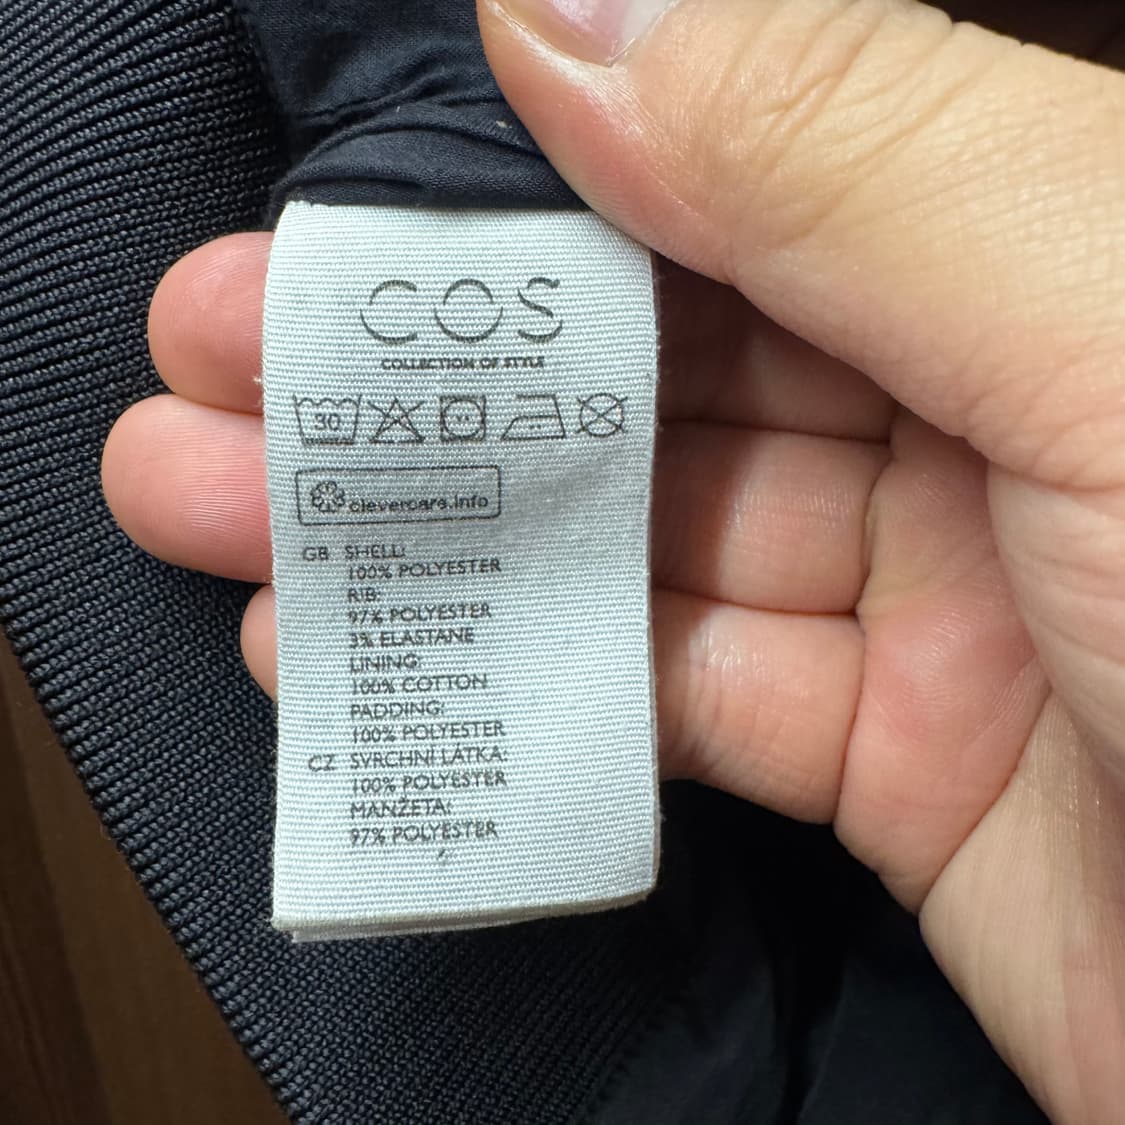 COS
COLLECTION OF STYLE
30
clevercare.info
GB SHELL:
100% POLYESTER
RIB:
97% POLYESTER
3% ELASTANE
LINING:
100% COTTON
PADDING:
100% POLYESTER
CZ SVRCHNÍ LÁTKA:
100% POLYESTER
MANŽETA:
97% POLYESTER